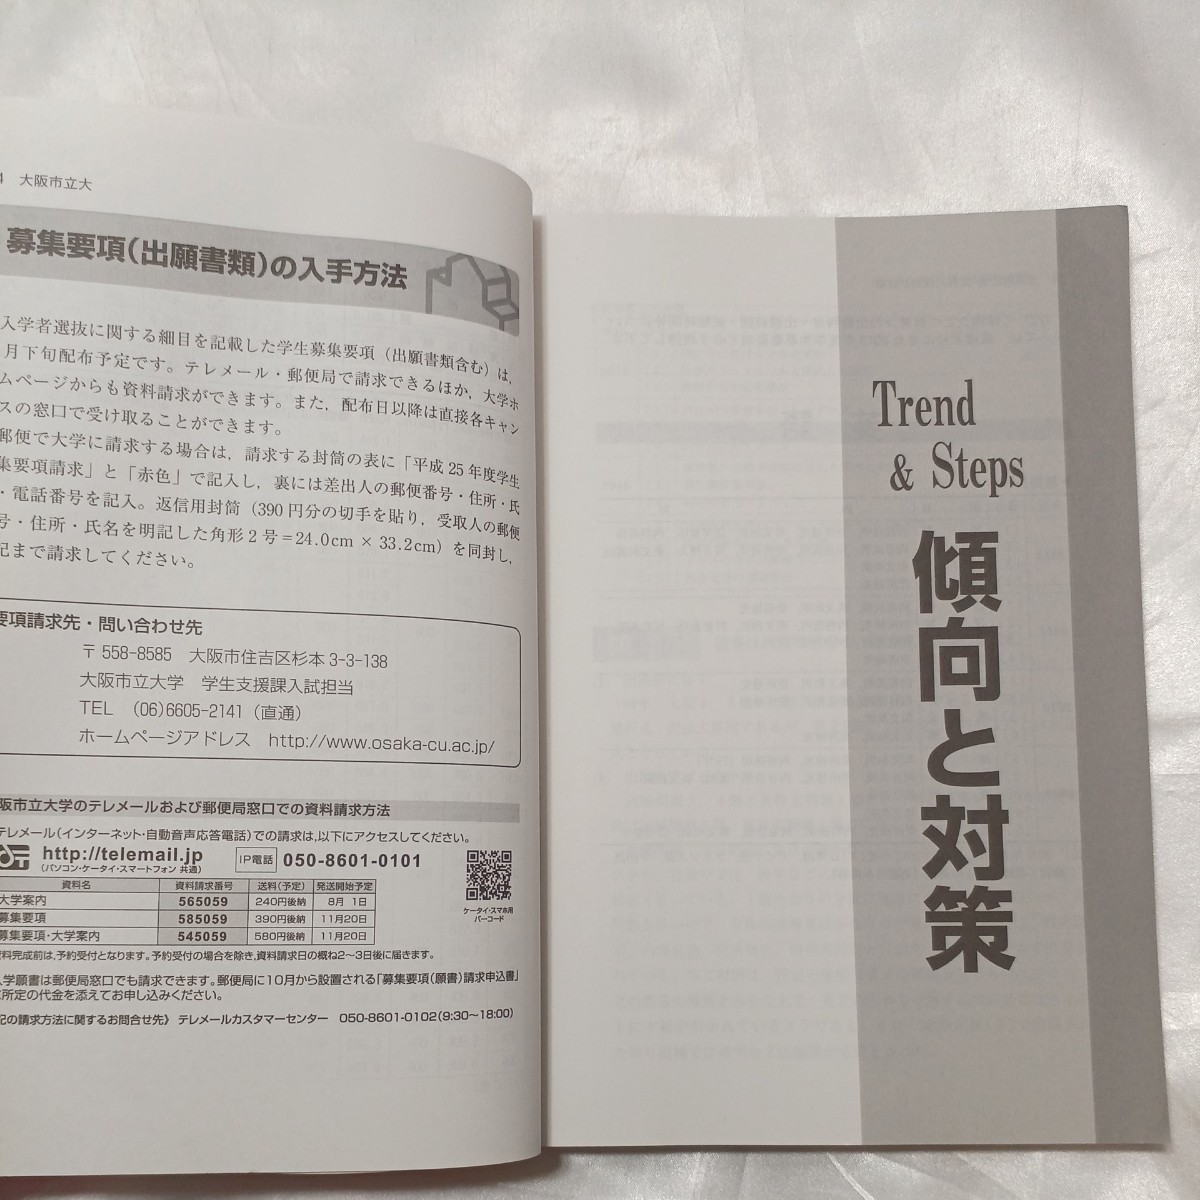 4 大阪市立大
募集要項(出願書類)の入手方法
入学者選抜に関する細目を記載した学生募集要項（出願書類含む）は，
月下旬配布予定です。テレメール・郵便局で請求できるほか，大学ホ
ムページからも資料請求ができます。また，配布日以降は直接各キャン
スの窓口で受け取ることができます。
郵便で大学に請求する場合は，請求する封筒の表に「平成25年度学生
集要項請求」と「赤色」で記入し，裏には差出人の郵便番号・住所・氏
・電話番号を記入。返信用封筒（390円分の切手を貼り，受取人の郵便
号・住所・氏名を明記した角形2号＝24.0cm × 33.2cm）を同封し，
記まで請求してください。
要項請求先・問い合わせ先
〒558-8585 大阪市住吉区杉本3-3-138
大阪市立大学 学生支援課入試担当
TEL (06)6605-2141（直通）
ホームページアドレス http://www.osaka-cu.ac.jp/
阪市立大学のテレメールおよび郵便局窓口での資料請求方法
テレメール(インターネット・自動音声応答電話)での請求は,以下にアクセスしてください。
http://telemail.jp IP電話 050-8601-0101
(パソコン・ケータイ・スマートフォン 共通)
ケータイ・スマホ用
バーコード
資料名 資料請求番号 送料(予定) 発送開始予定
大学案内 565059 240円後納 8月 1日
募集要項 585059 390円後納 11月20日
募集要項・大学案内 545059 580円後納 11月20日
資料完成前は,予約受付となります。予約受付の場合を除き,資料請求日の概ね2〜3日後に届きます。
入学願書は郵便局窓口でも請求できます。郵便局に10月から設置される「募集要項(願書)請求申込書」
所定の代金を添えてお申し込みください。
記の請求方法に関するお問合せ先》 テレメールカスタマーセンター 050-8601-0102(9:30〜18:00)
Trend
& Steps
傾向と対策